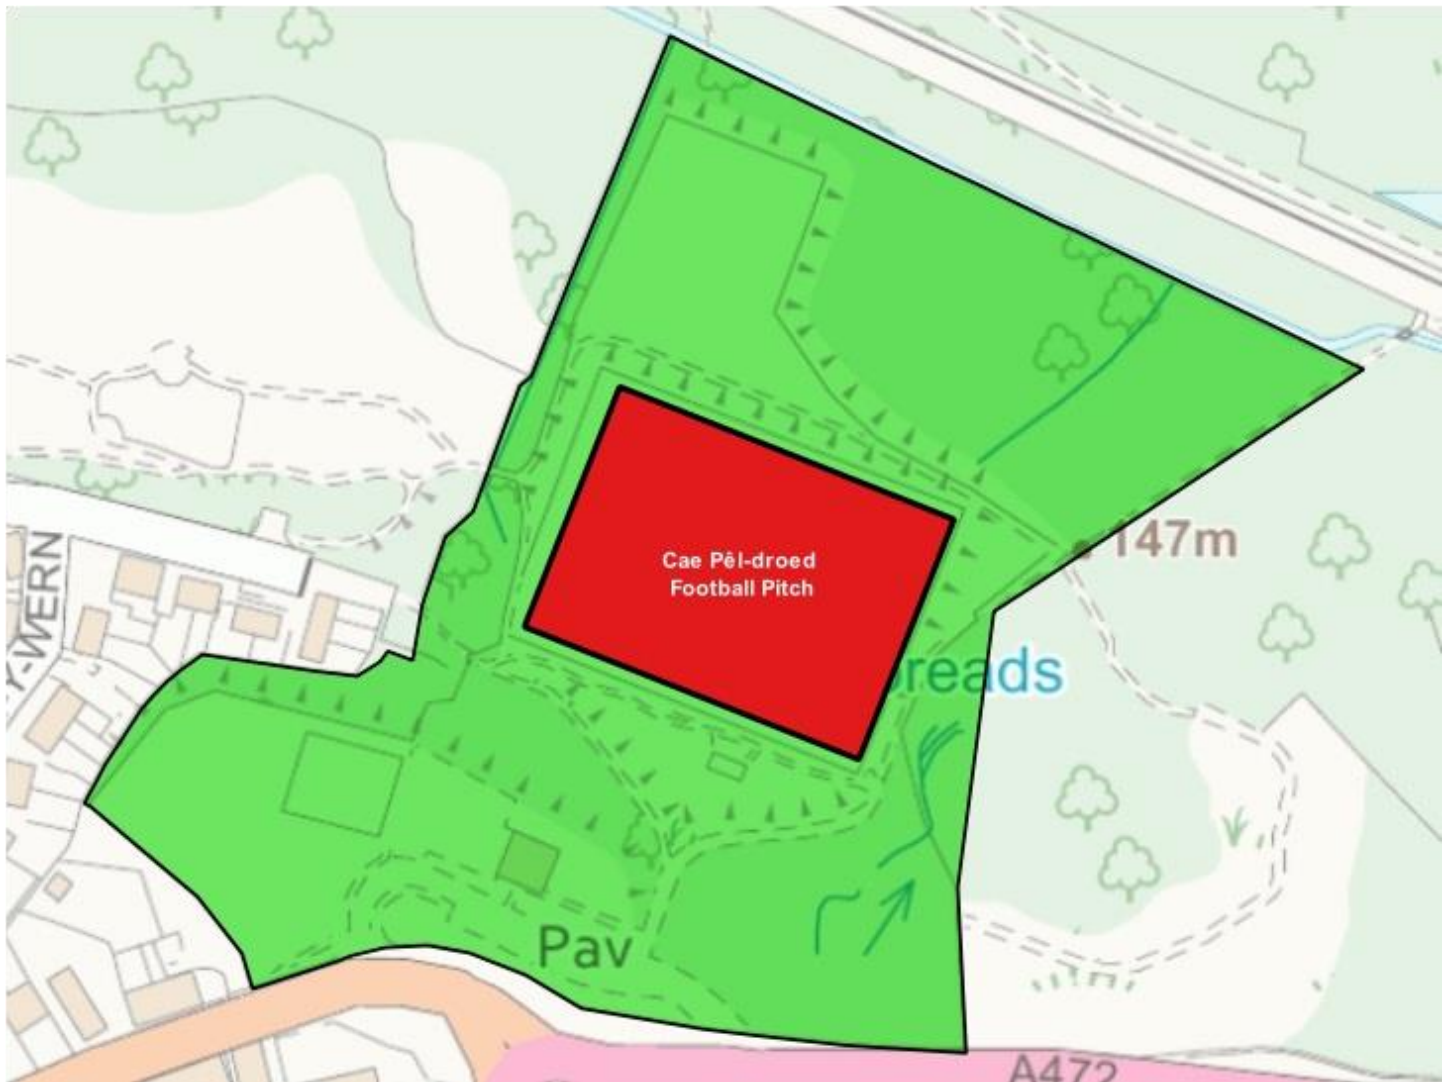 147m
Cae Pêl-droed
Football Pitch
reads
Y-WERN
Pav
A472